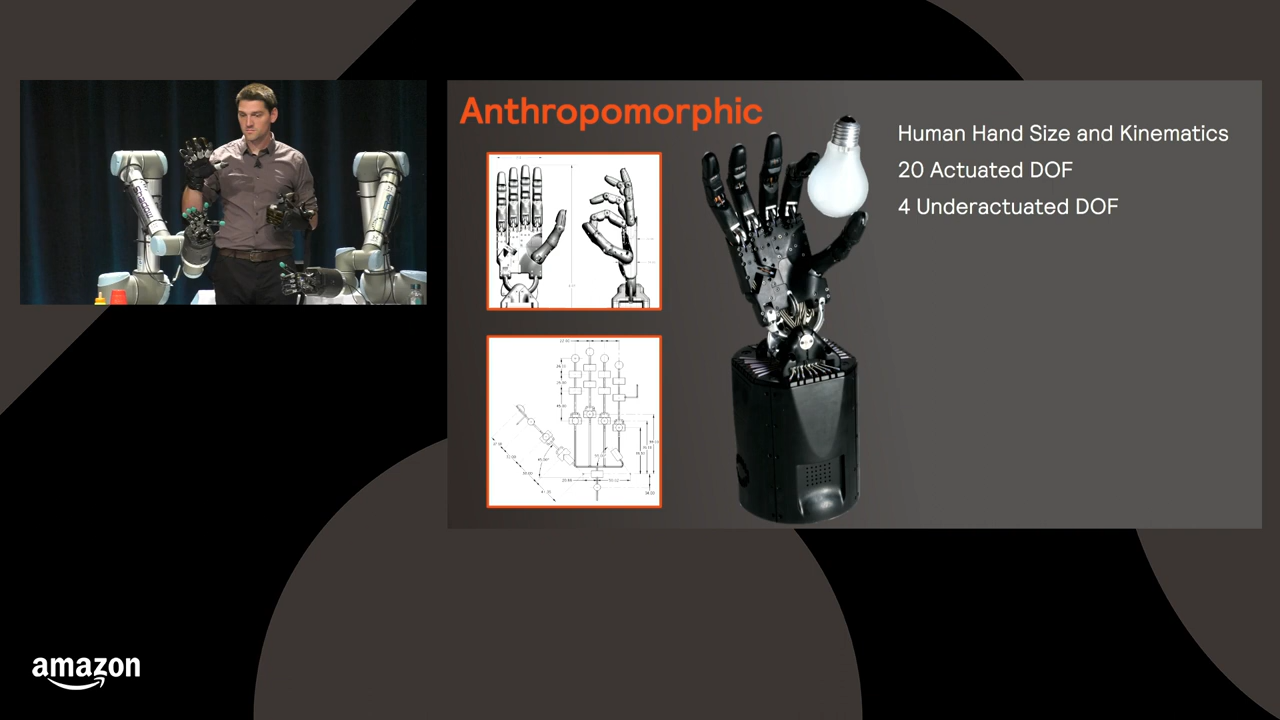 Anthropomorphic
Human Hand Size and Kinematics
20 Actuated DOF
4 Underactuated DOF
amazon